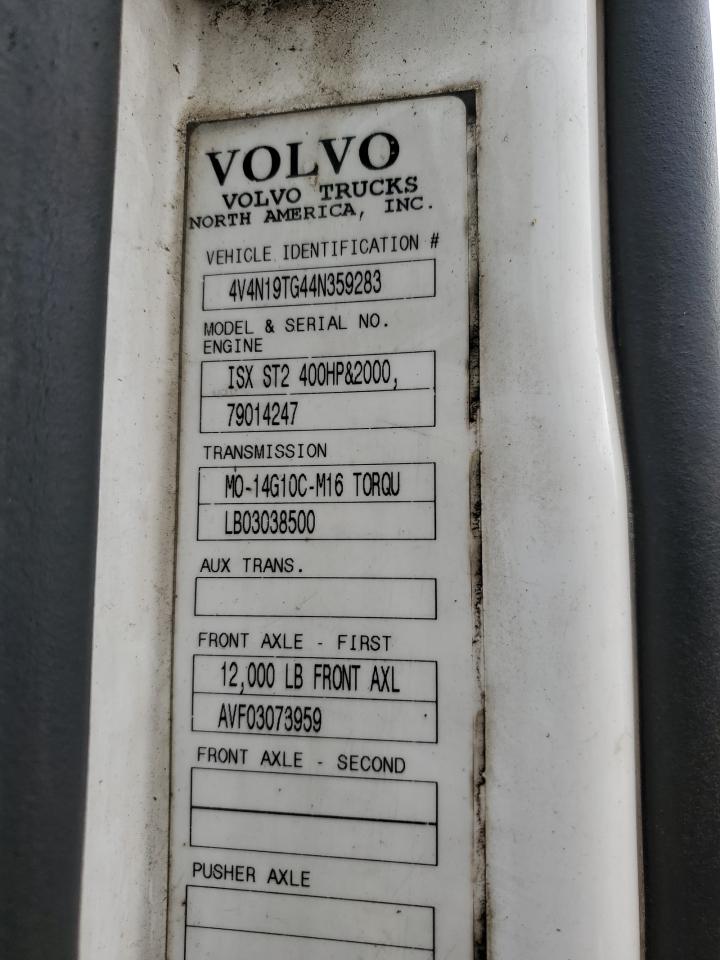 VOLVO
VOLVO TRUCKS
NORTH AMERICA, INC.
VEHICLE IDENTIFICATION #
4V4N19TG44N359283
MODEL & SERIAL NO.
ENGINE
ISX ST2 400HP&2000,
79014247
TRANSMISSION
MO-14G10C-M16 TORQU
LB03038500
AUX TRANS.
FRONT AXLE - FIRST
12,000 LB FRONT AXL
AVF03073959
FRONT AXLE - SECOND
PUSHER AXLE